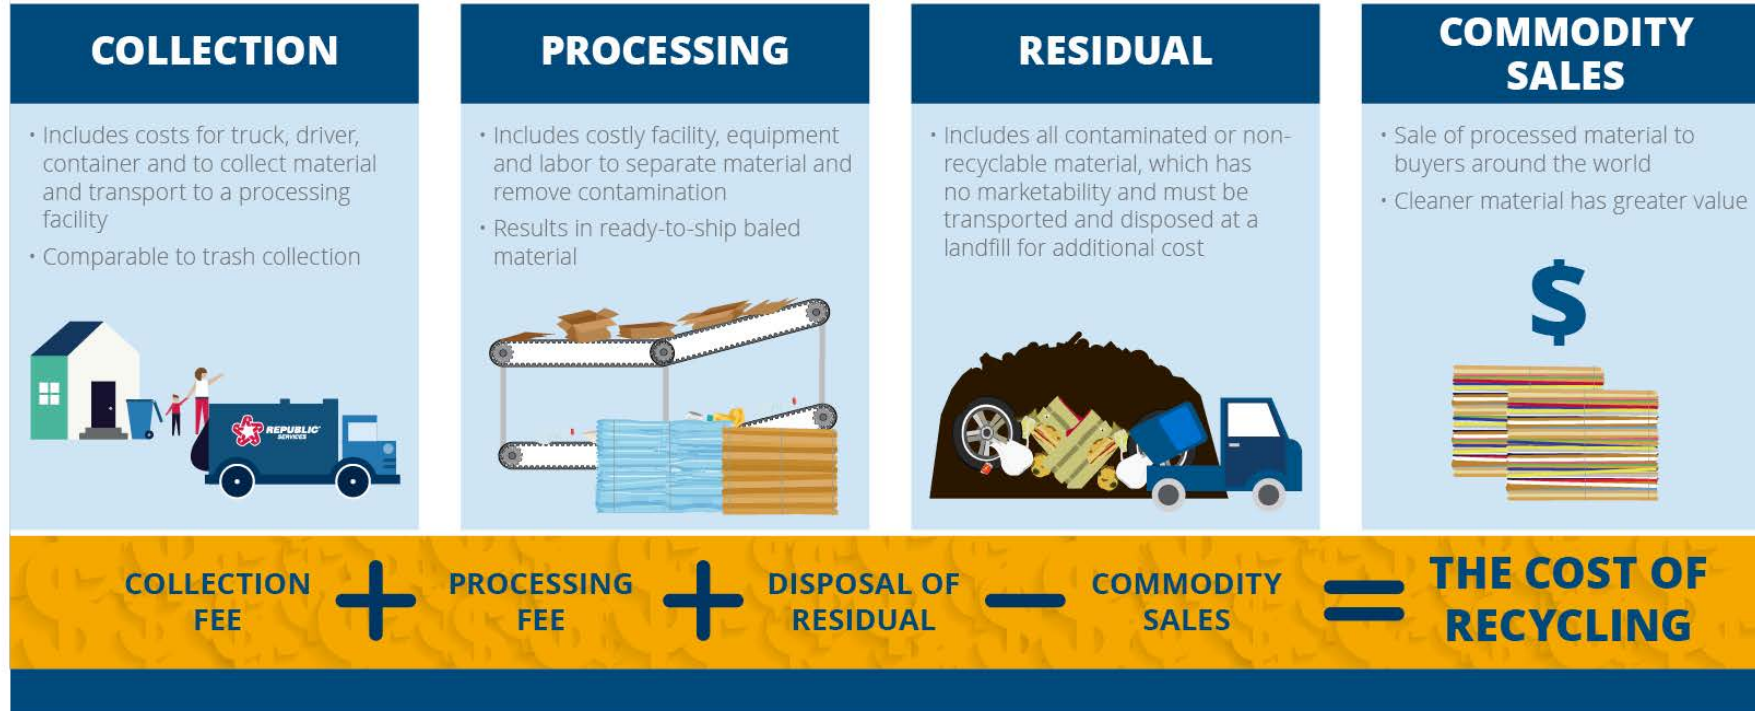 COLLECTION
• Includes costs for truck, driver,
container and to collect material
and transport to a processing
facility
• Comparable to trash collection
REPUBLIC
SERVICES
PROCESSING
• Includes costly facility, equipment
and labor to separate material and
remove contamination
• Results in ready-to-ship baled
material
RESIDUAL
• Includes all contaminated or non-
recyclable material, which has
no marketability and must be
transported and disposed at a
landfill for additional cost
COMMODITY
SALES
• Sale of processed material to
buyers around the world
• Cleaner material has greater value
$
COLLECTION
FEE
+
PROCESSING
FEE
+
DISPOSAL OF
RESIDUAL
−
COMMODITY
SALES
=
THE COST OF
RECYCLING